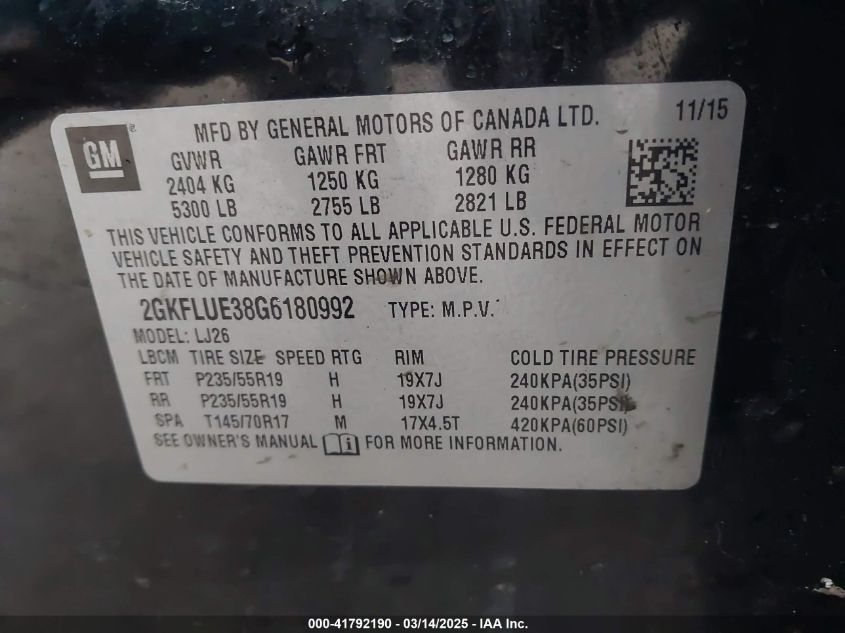 MFD BY GENERAL MOTORS OF CANADA LTD. 11/15
GM
GVWR GAWR FRT GAWR RR
2404 KG 1250 KG 1280 KG
5300 LB 2755 LB 2821 LB
THIS VEHICLE CONFORMS TO ALL APPLICABLE U.S. FEDERAL MOTOR
VEHICLE SAFETY AND THEFT PREVENTION STANDARDS IN EFFECT ON
THE DATE OF MANUFACTURE SHOWN ABOVE.
2GKFLUE38G6180992 TYPE: M.P.V.
MODEL: LJ26
LBCM TIRE SIZE SPEED RTG RIM COLD TIRE PRESSURE
FRT P235/55R19 H 19X7J 240KPA(35PSI)
RR P235/55R19 H 19X7J 240KPA(35PSI)
SPA T145/70R17 M 17X4.5T 420KPA(60PSI)
SEE OWNER'S MANUAL FOR MORE INFORMATION.
000-41792190 - 03/14/2025 - IAA Inc.